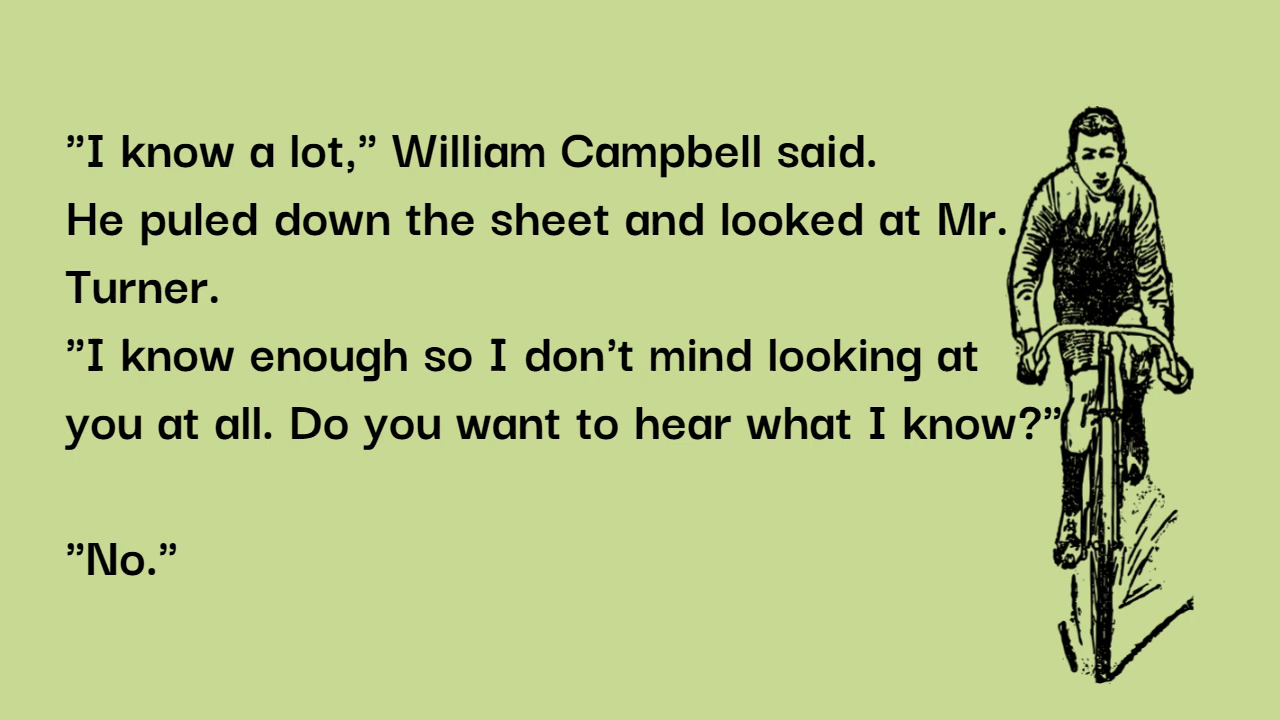 ”I know a lot,” William Campbell said.
He puled down the sheet and looked at Mr.
Turner.
”I know enough so I don’t mind looking at
you at all. Do you want to hear what I know?”
”No.”